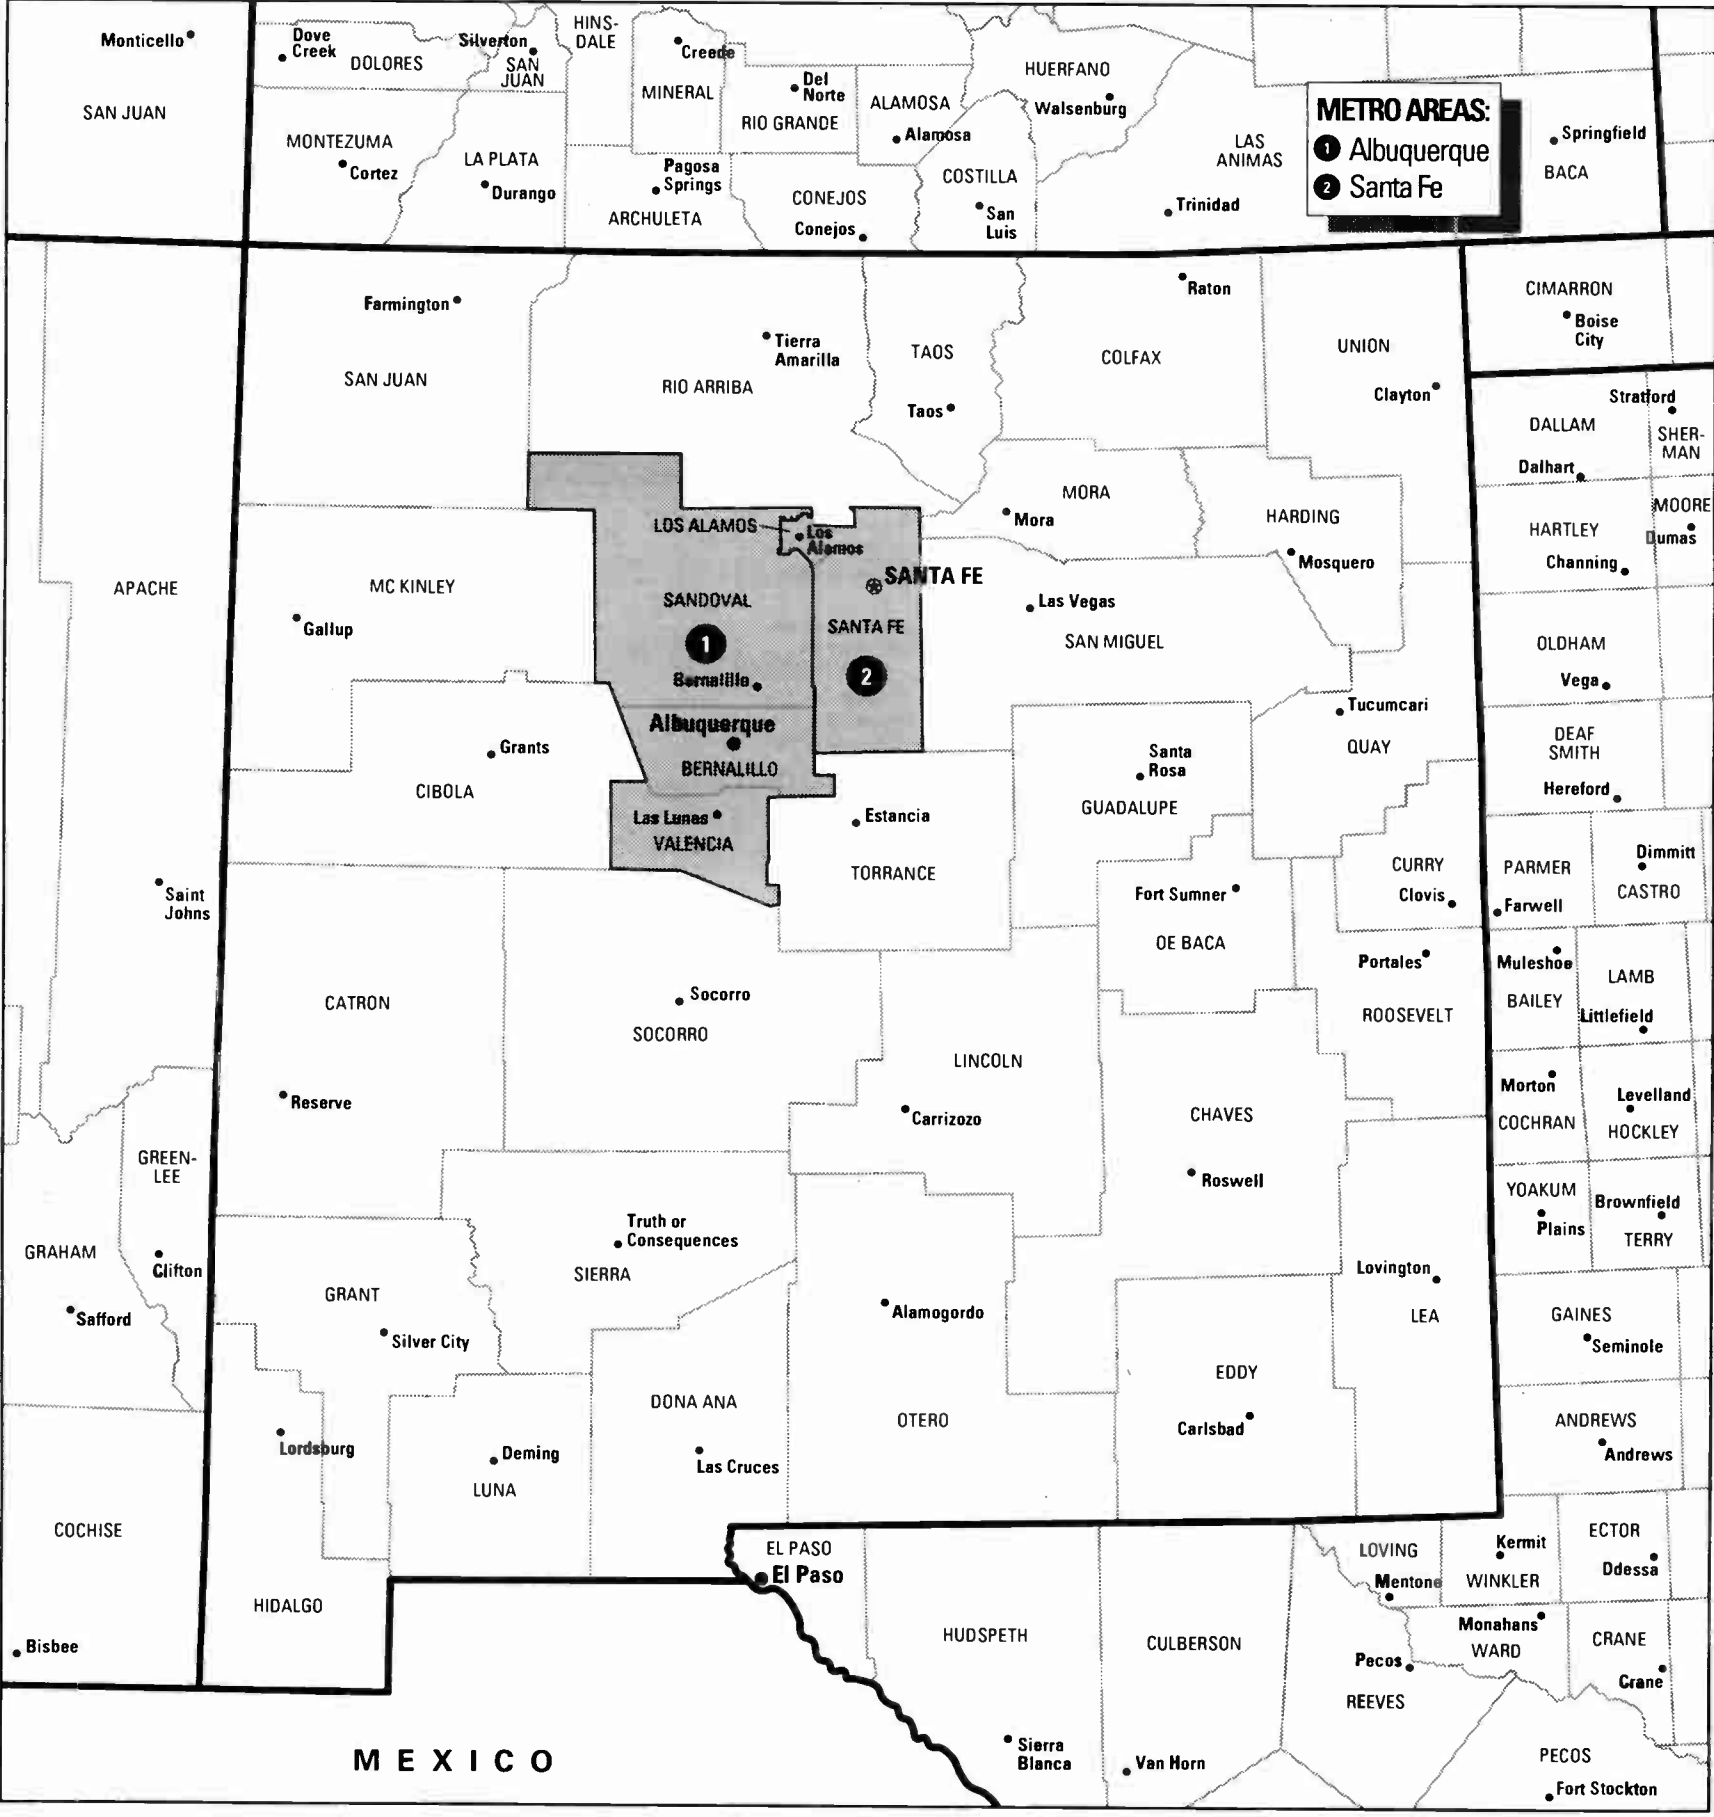 Monticello
SAN JUAN
Dove
Creek
DOLORES
Silverton
SAN
JUAN
HINS-
DALE
Creede
MINERAL
Del
Norte
RIO GRANDE
ALAMOSA
Alamosa
HUERFANO
Walsenburg
LAS
ANIMAS
Trinidad
METRO AREAS:
1 Albuquerque
2 Santa Fe
Springfield
BACA
MONTEZUMA
Cortez
LA PLATA
Durango
Pagosa
Springs
ARCHULETA
CONEJOS
Conejos
COSTILLA
San
Luis
Farmington
SAN JUAN
Tierra
Amarilla
RIO ARRIBA
TAOS
Taos
Raton
COLFAX
UNION
Clayton
CIMARRON
Boise
City
Stratford
DALLAM
SHER-
MAN
Dalhart
MOORE
Dumas
HARTLEY
Channing
OLDHAM
Vega
DEAF
SMITH
Hereford
APACHE
MC KINLEY
Gallup
LOS ALAMOS
Los
Alamos
SANDOVAL
1
Bernalillo
SANTA FE
SANTA FE
2
MORA
Mora
HARDING
Mosquero
Las Vegas
SAN MIGUEL
Albuquerque
BERNALILLO
Tucumcari
QUAY
Santa
Rosa
GUADALUPE
Grants
CIBOLA
Las Lunas
VALENCIA
Estancia
TORRANCE
Fort Sumner
OE BACA
CURRY
Clovis
PARMER
Farwell
Dimmitt
CASTRO
Saint
Johns
Portales
ROOSEVELT
Muleshoe
BAILEY
LAMB
Littlefield
CATRON
Reserve
Socorro
SOCORRO
LINCOLN
Carrizozo
CHAVES
Roswell
Morton
COCHRAN
Levelland
HOCKLEY
GREEN-
LEE
YOAKUM
Plains
Brownfield
TERRY
GRAHAM
Safford
Clifton
Truth or
Consequences
SIERRA
GRANT
Silver City
Alamogordo
OTERO
Lovington
LEA
GAINES
Seminole
EDDY
Carlsbad
ANDREWS
Andrews
DONA ANA
Las Cruces
Lordsburg
Deming
LUNA
COCHISE
Bisbee
HIDALGO
EL PASO
El Paso
HUDSPETH
Sierra
Blanca
CULBERSON
Van Horn
LOVING
Mentone
Kermit
WINKLER
ECTOR
Ddessa
Monahans
WARD
CRANE
Crane
Pecos
REEVES
PECOS
Fort Stockton
MEXICO